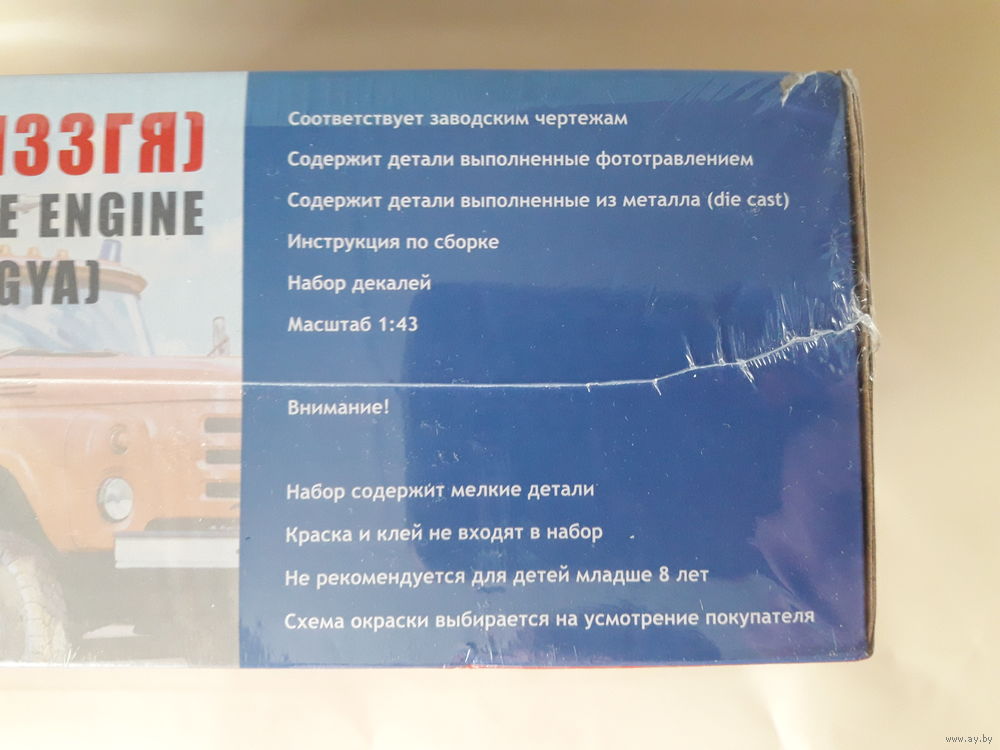 133ГЯ)
E ENGINE
GYA)
Соответствует заводским чертежам
Содержит детали выполненные фототравлением
Содержит детали выполненные из металла (die cast)
Инструкция по сборке
Набор декалей
Масштаб 1:43
Внимание!
Набор содержит мелкие детали
Краска и клей не входят в набор
Не рекомендуется для детей младше 8 лет
Схема окраски выбирается на усмотрение покупателя
www.ay.by